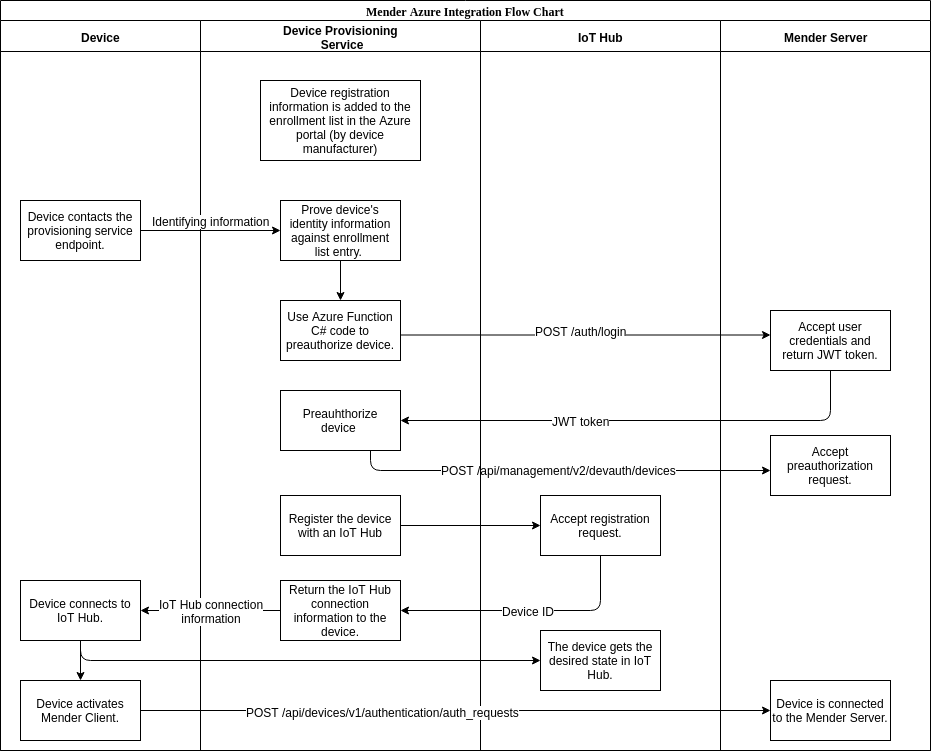 Mender Azure Integration Flow Chart
Device
Device Provisioning
Service
IoT Hub
Mender Server
Device registration
information is added to the
enrollment list in the Azure
portal (by device
manufacturer)
Device contacts the
provisioning service
endpoint.
Identifying information
Prove device's
identity information
against enrollment
list entry.
Use Azure Function
C# code to
preauthorize device.
POST /auth/login
Accept user
credentials and
return JWT token.
Preauhthorize
device
JWT token
POST /api/management/v2/devauth/devices
Accept
preauthorization
request.
Register the device
with an IoT Hub
Accept registration
request.
Device connects to
IoT Hub.
IoT Hub connection
information
Return the IoT Hub
connection
information to the
device.
Device ID
The device gets the
desired state in IoT
Hub.
Device activates
Mender Client.
POST /api/devices/v1/authentication/auth_requests
Device is connected
to the Mender Server.